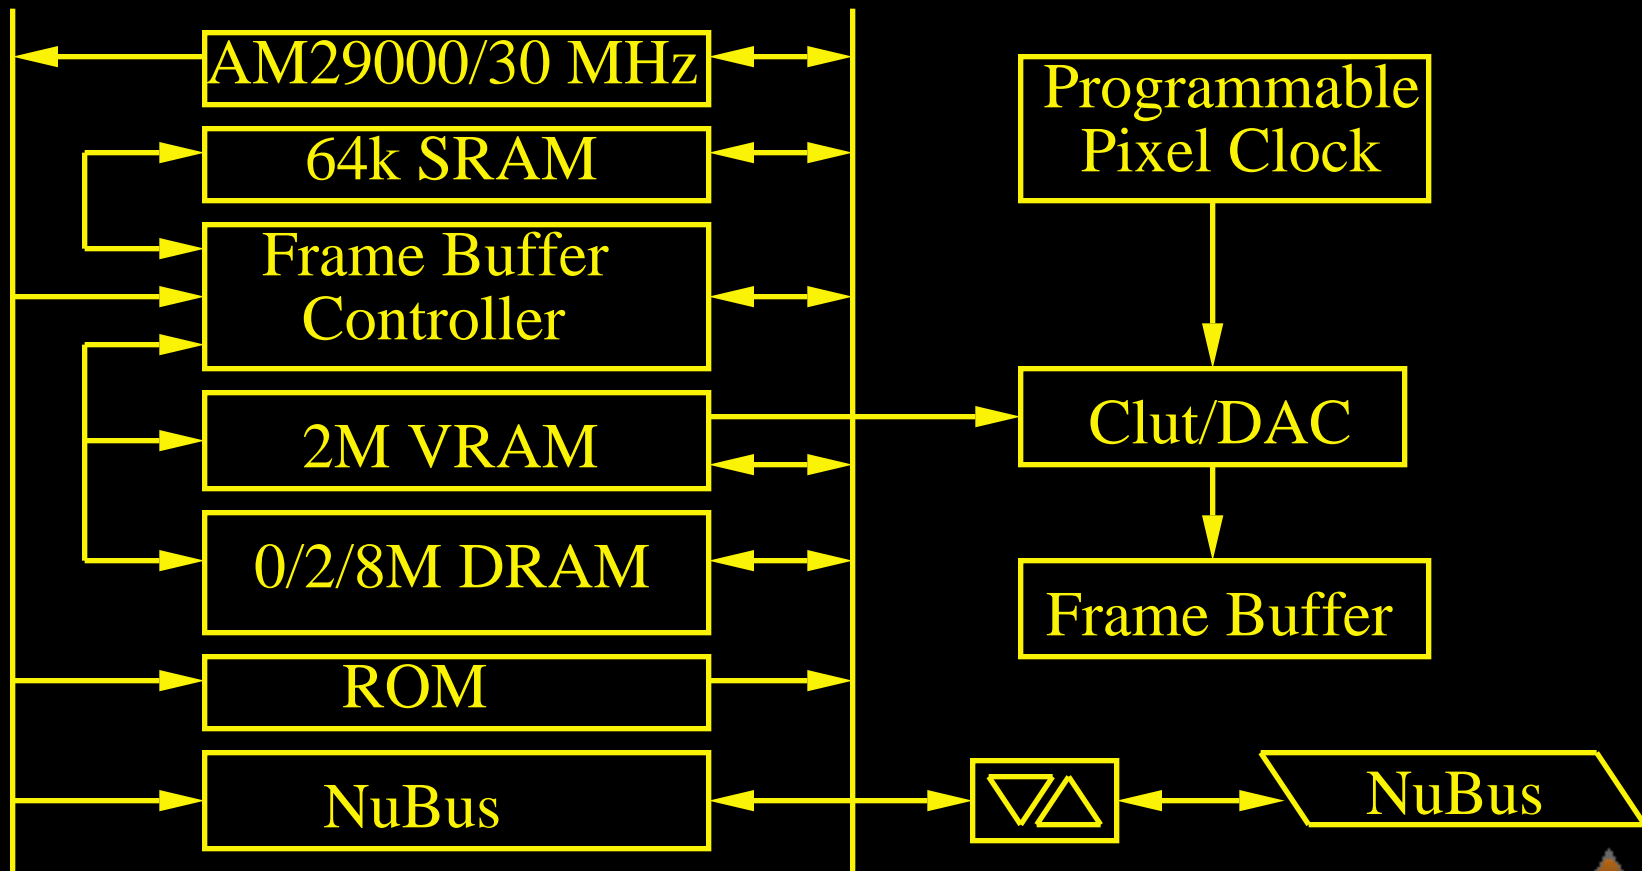 AM29000/30 MHz
64k SRAM
Frame Buffer
Controller
2M VRAM
0/2/8M DRAM
ROM
NuBus
Programmable
Pixel Clock
Clut/DAC
Frame Buffer
NuBus